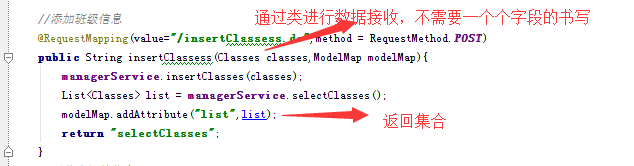 //添加班级信息
通过类进行数据接收，不需要一个个字段的书写
@RequestMapping(value="/insertClassess.do",method = RequestMethod.POST)
public String insertClassess(Classes classes,ModelMap modelMap){
managerService.insertClasses(classes);
List<Classes> list = managerService.selectClasses();
modelMap.addAttribute("list",list);
返回集合
return "selectClasses";
}